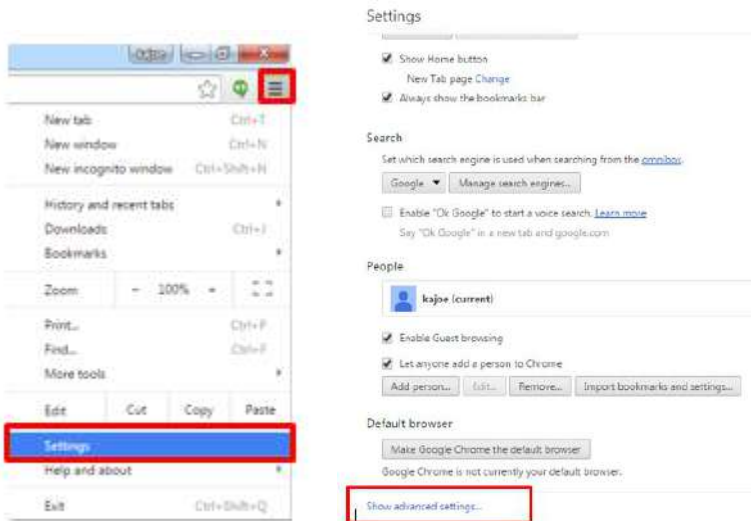 New tab Ctrl+T
New window Ctrl+N
New incognito window Ctrl+Shift+N
History and recent tabs
Downloads Ctrl+J
Bookmarks
Zoom - 100% +
Print... Ctrl+P
Find... Ctrl+F
More tools
Edit Cut Copy Paste
Settings
Help and about
Exit Ctrl+Shift+Q
Settings
Show Home button
New Tab page Change
Always show the bookmarks bar
Search
Set which search engine is used when searching from the omnibox.
Google Manage search engines...
Enable "Ok Google" to start a voice search. Learn more
Say "Ok Google" in a new tab and google.com
People
kajoe (current)
Enable Guest browsing
Let anyone add a person to Chrome
Add person... Edit... Remove... Import bookmarks and settings...
Default browser
Make Google Chrome the default browser
Google Chrome is not currently your default browser.
Show advanced settings...